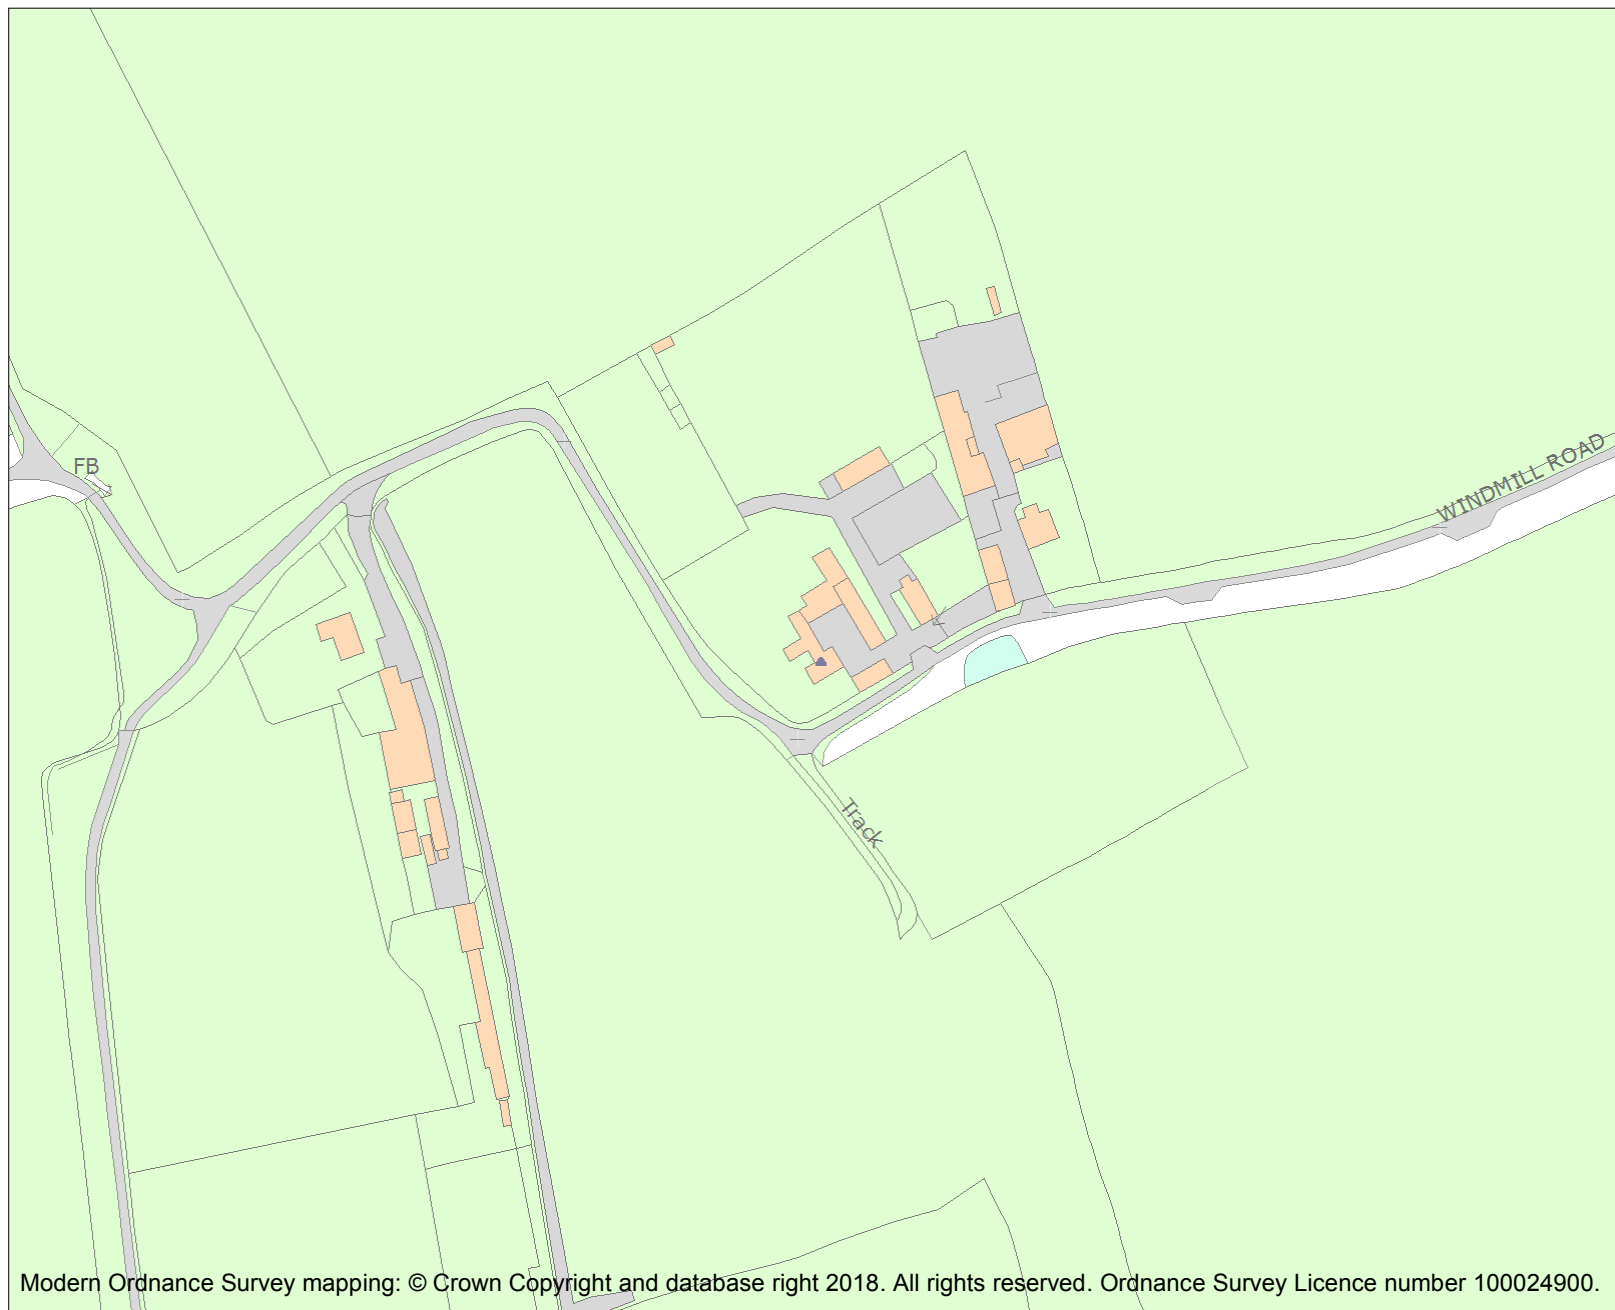 FB
WINDMILL ROAD
Track
Modern Ordnance Survey mapping: © Crown Copyright and database right 2018. All rights reserved. Ordnance Survey Licence number 100024900.